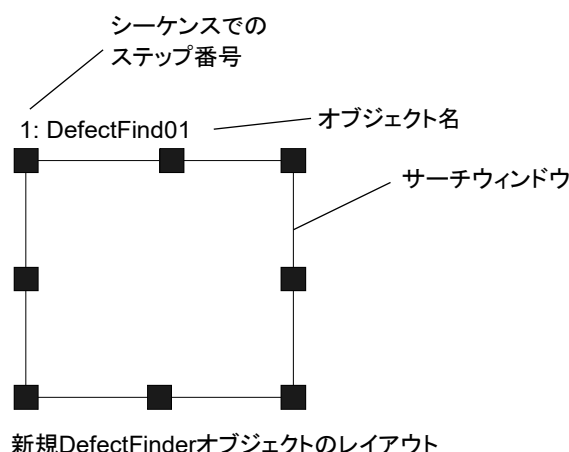 シーケンスでの
ステップ番号
1: DefectFind01
オブジェクト名
サーチウィンドウ
新規DefectFinderオブジェクトのレイアウト